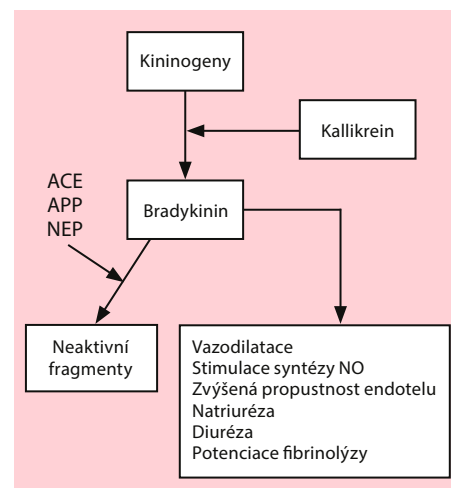 Kininogeny
Kallikrein
ACE
APP
NEP
Bradykinin
Neaktivní
fragmenty
Vazodilatace
Stimulace syntézy NO
Zvýšená propustnost endotelu
Natriuréza
Diuréza
Potenciace fibrinolýzy